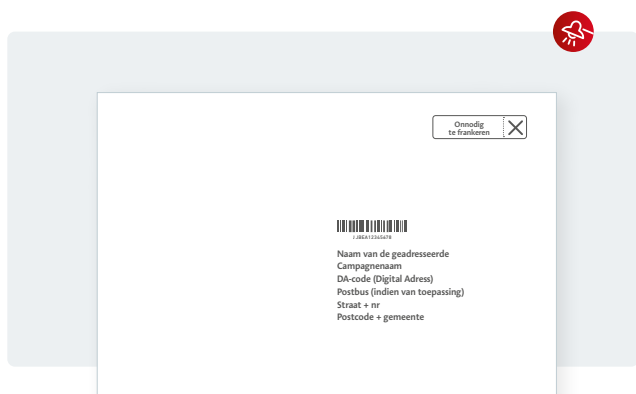 Onnodig
te frankeren
JJBEA12345678
Naam van de geadresseerde
Campagnenaam
DA-code (Digital Adress)
Postbus (indien van toepassing)
Straat + nr
Postcode + gemeente